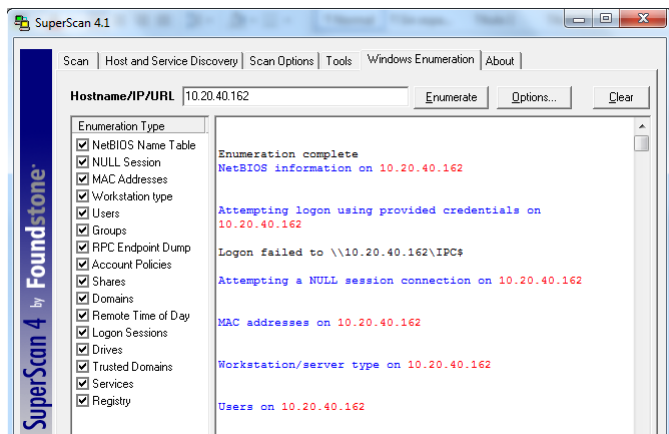 SuperScan 4.1
Scan Host and Service Discovery Scan Options Tools Windows Enumeration About
Hostname/IP/URL 10.20.40.162 Enumerate Options... Clear
Enumeration Type
NetBIOS Name Table
NULL Session
MAC Addresses
Workstation type
Users
Groups
RPC Endpoint Dump
Account Policies
Shares
Domains
Remote Time of Day
Logon Sessions
Drives
Trusted Domains
Services
Registry
Enumeration complete
NetBIOS information on 10.20.40.162
Attempting logon using provided credentials on
10.20.40.162
Logon failed to \\10.20.40.162\IPC$
Attempting a NULL session connection on 10.20.40.162
MAC addresses on 10.20.40.162
Workstation/server type on 10.20.40.162
Users on 10.20.40.162
SuperScan 4 by Foundstone